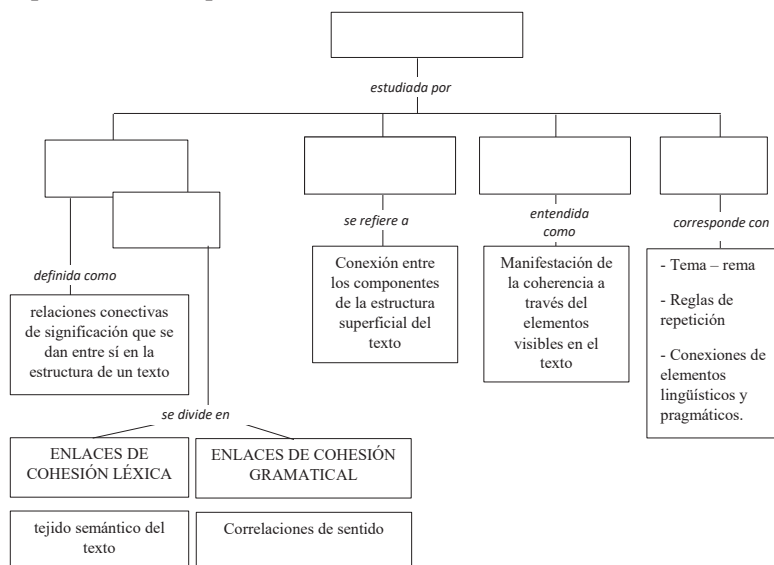 estudiada por
se refiere a
entendida
como
corresponde con
definida como
relaciones conectivas
de significación que se
dan entre sí en la
estructura de un texto
Conexión entre
los componentes
de la estructura
superficial del
texto
Manifestación de
la coherencia a
través del
elementos
visibles en el
texto
- Tema – rema
- Reglas de
repetición
- Conexiones de
elementos
lingüísticos y
pragmáticos.
se divide en
ENLACES DE
COHESIÓN LÉXICA
ENLACES DE COHESIÓN
GRAMATICAL
tejido semántico del
texto
Correlaciones de sentido